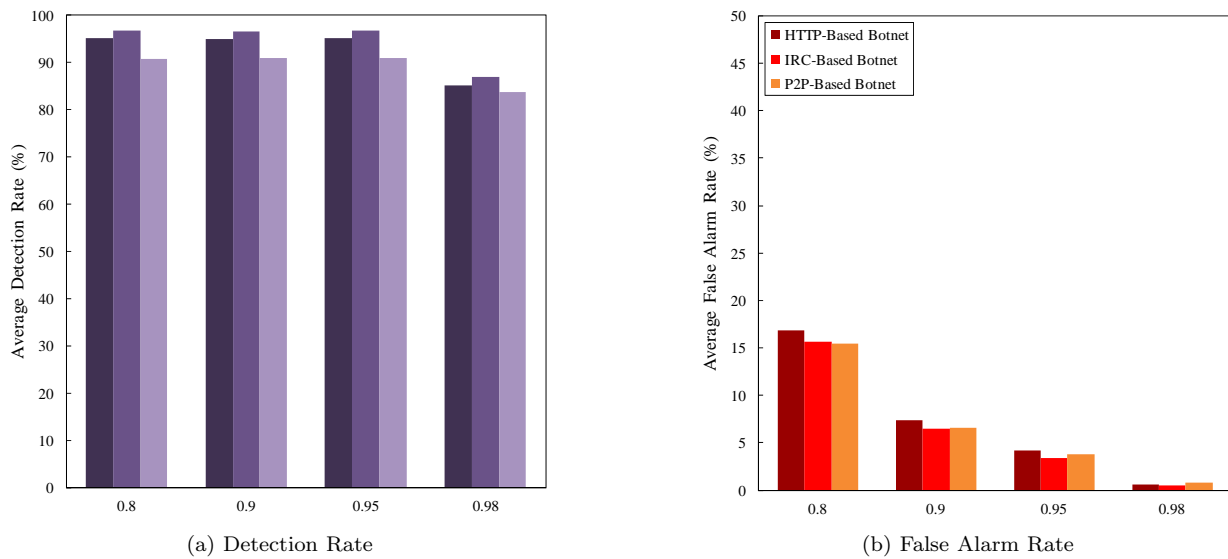 100
90
80
70
60
50
40
30
20
10
0
Average Detection Rate (%)
0.8 0.9 0.95 0.98
(a) Detection Rate
50
45
40
35
30
25
20
15
10
5
0
Average False Alarm Rate (%)
HTTP-Based Botnet
IRC-Based Botnet
P2P-Based Botnet
0.8 0.9 0.95 0.98
(b) False Alarm Rate